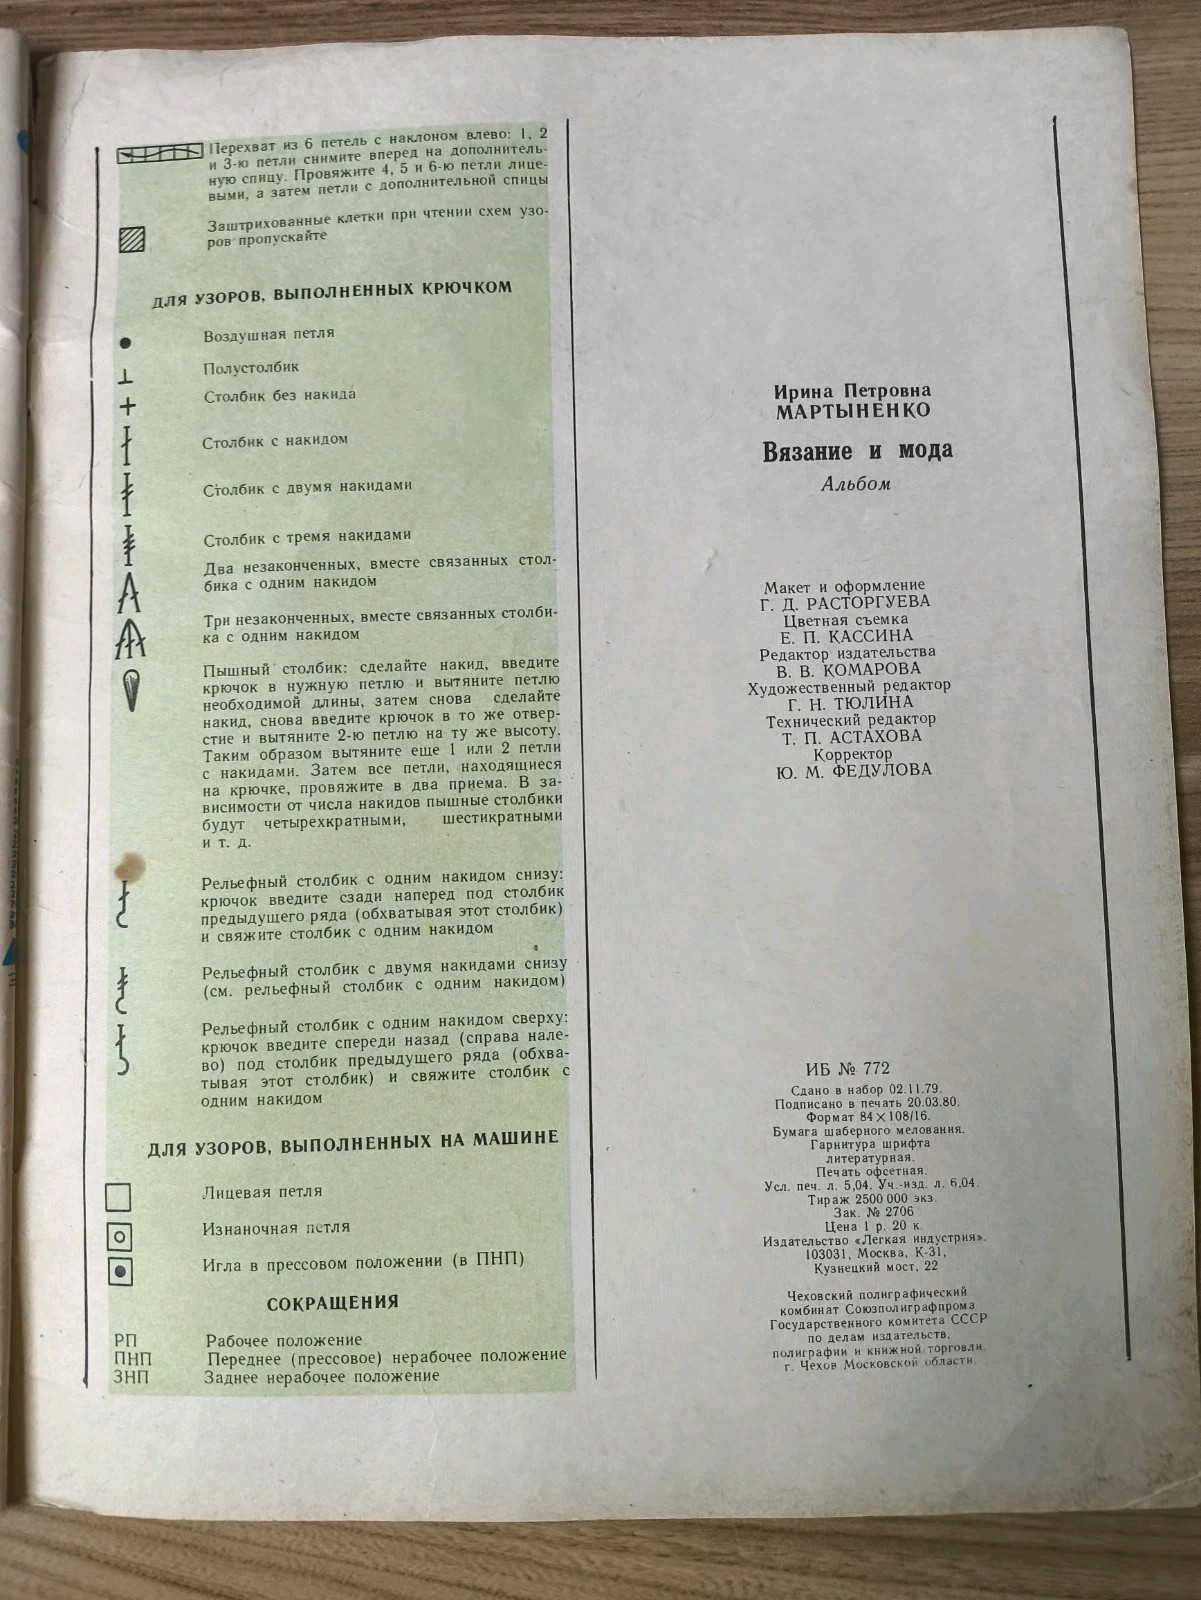 Перехват из 6 петель с наклоном влево: 1, 2
и 3-ю петли снимите вперед на дополнитель-
ную спицу. Провяжите 4, 5 и 6-ю петли лице-
выми, а затем петли с дополнительной спицы
Заштрихованные клетки при чтении схем узо-
ров пропускайте
ДЛЯ УЗОРОВ, ВЫПОЛНЕННЫХ КРЮЧКОМ
Воздушная петля
Полустолбик
Столбик без накида
Столбик с накидом
Столбик с двумя накидами
Столбик с тремя накидами
Два незаконченных, вместе связанных стол-
бика с одним накидом
Три незаконченных, вместе связанных столби-
ка с одним накидом
Пышный столбик: сделайте накид, введите
крючок в нужную петлю и вытяните петлю
необходимой длины, затем снова сделайте
накид, снова введите крючок в то же отвер-
стие и вытяните 2-ю петлю на ту же высоту.
Таким образом вытяните еще 1 или 2 петли
с накидами. Затем все петли, находящиеся
на крючке, провяжите в два приема. В за-
висимости от числа накидов пышные столбики
будут четырехкратными, шестикратными
и т. д.
Рельефный столбик с одним накидом снизу:
крючок введите сзади наперед под столбик
предыдущего ряда (обхватывая этот столбик)
и свяжите столбик с одним накидом
Рельефный столбик с двумя накидами снизу
(см. рельефный столбик с одним накидом)
Рельефный столбик с одним накидом сверху:
крючок введите спереди назад (справа нале-
во) под столбик предыдущего ряда (обхва-
тывая этот столбик) и свяжите столбик с
одним накидом
ДЛЯ УЗОРОВ, ВЫПОЛНЕННЫХ НА МАШИНЕ
Лицевая петля
Изнаночная петля
Игла в прессовом положении (в ПНП)
СОКРАЩЕНИЯ
РП Рабочее положение
ПНП Переднее (прессовое) нерабочее положение
ЗНП Заднее нерабочее положение
Ирина Петровна
МАРТЫНЕНКО
Вязание и мода
Альбом
Макет и оформление
Г. Д. РАСТОРГУЕВА
Цветная съемка
Е. П. КАССИНА
Редактор издательства
В. В. КОМАРОВА
Художественный редактор
Г. Н. ТЮЛИНА
Технический редактор
Т. П. АСТАХОВА
Корректор
Ю. М. ФЕДУЛОВА
ИБ № 772
Сдано в набор 02.11.79.
Подписано в печать 20.03.80.
Формат 84×108/16.
Бумага шаберного мелования.
Гарнитура шрифта
литературная.
Печать офсетная.
Усл. печ. л. 5,04. Уч.-изд. л. 6,04.
Тираж 2500 000 экз.
Зак. № 2706
Цена 1 р. 20 к.
Издательство «Легкая индустрия».
103031, Москва, К-31,
Кузнецкий мост, 22
Чеховский полиграфический
комбинат Союзполиграфпрома
Государственного комитета СССР
по делам издательств,
полиграфии и книжной торговли.
г. Чехов Московской области.